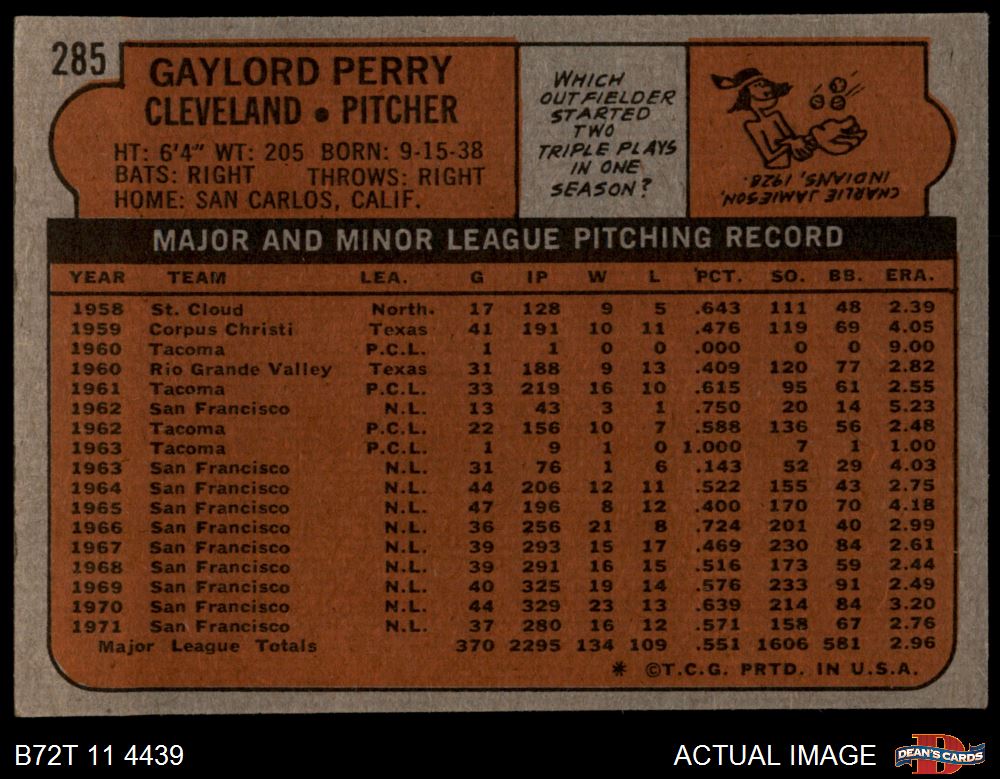 285
GAYLORD PERRY
CLEVELAND • PITCHER
HT: 6'4" WT: 205 BORN: 9-15-38
BATS: RIGHT THROWS: RIGHT
HOME: SAN CARLOS, CALIF.
WHICH
OUTFIELDER
STARTED
TWO
TRIPLE PLAYS
IN ONE
SEASON?
CHARLIE JAMIESON,
INDIANS, 1928.
MAJOR AND MINOR LEAGUE PITCHING RECORD
YEAR TEAM LEA. G IP W L PCT. SO. BB. ERA.
1958 St. Cloud North. 17 128 9 5 .643 111 48 2.39
1959 Corpus Christi Texas 41 191 10 11 .476 119 69 4.05
1960 Tacoma P.C.L. 1 1 0 0 .000 0 0 9.00
1960 Rio Grande Valley Texas 31 188 9 13 .409 120 77 2.82
1961 Tacoma P.C.L. 33 219 16 10 .615 95 61 2.55
1962 San Francisco N.L. 13 43 3 1 .750 20 14 5.23
1962 Tacoma P.C.L. 22 156 10 7 .588 136 56 2.48
1963 Tacoma P.C.L. 1 9 1 0 1.000 7 1 1.00
1963 San Francisco N.L. 31 76 1 6 .143 52 29 4.03
1964 San Francisco N.L. 44 206 12 11 .522 155 43 2.75
1965 San Francisco N.L. 47 196 8 12 .400 170 70 4.18
1966 San Francisco N.L. 36 256 21 8 .724 201 40 2.99
1967 San Francisco N.L. 39 293 15 17 .469 230 84 2.61
1968 San Francisco N.L. 39 291 16 15 .516 173 59 2.44
1969 San Francisco N.L. 40 325 19 14 .576 233 91 2.49
1970 San Francisco N.L. 44 329 23 13 .639 214 84 3.20
1971 San Francisco N.L. 37 280 16 12 .571 158 67 2.76
Major League Totals 370 2295 134 109 .551 1606 581 2.96
* ©T.C.G. PRTD. IN U.S.A.
B72T 11 4439
ACTUAL IMAGE
DEAN'S CARDS